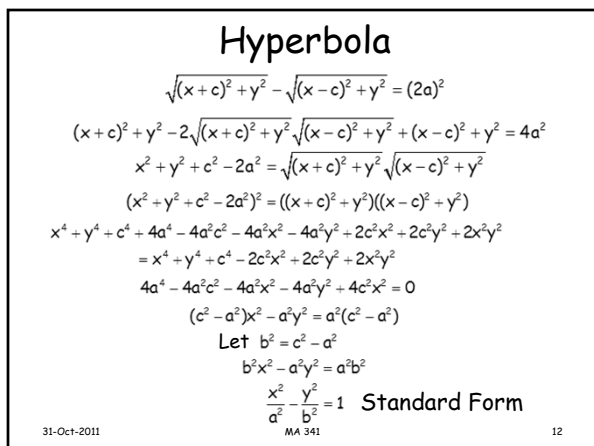 Hyperbola
√((x + c)² + y²) − √((x − c)² + y²) = (2a)²
(x + c)² + y² − 2√((x + c)² + y²)√((x − c)² + y²) + (x − c)² + y² = 4a²
x² + y² + c² − 2a² = √((x + c)² + y²)√((x − c)² + y²)
(x² + y² + c² − 2a²)² = ((x + c)² + y²)((x − c)² + y²)
x⁴ + y⁴ + c⁴ + 4a⁴ − 4a²c² − 4a²x² − 4a²y² + 2c²x² + 2c²y² + 2x²y²
= x⁴ + y⁴ + c⁴ − 2c²x² + 2c²y² + 2x²y²
4a⁴ − 4a²c² − 4a²x² − 4a²y² + 4c²x² = 0
(c² − a²)x² − a²y² = a²(c² − a²)
Let b² = c² − a²
b²x² − a²y² = a²b²
x²/a² − y²/b² = 1 Standard Form
31-Oct-2011 MA 341 12